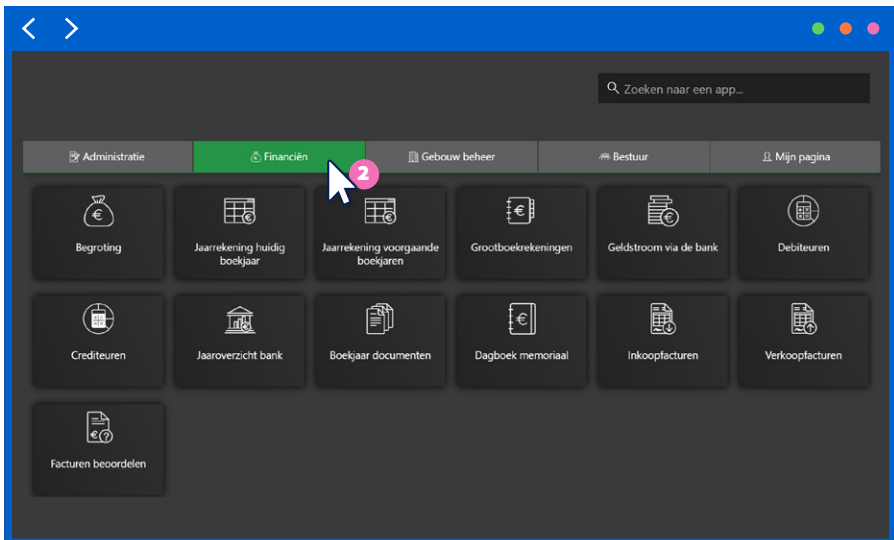 Zoeken naar een app...
Administratie
Financiën
Gebouw beheer
Bestuur
Mijn pagina
2
Begroting
Jaarrekening huidig
boekjaar
Jaarrekening voorgaande
boekjaren
Grootboekrekeningen
Geldstroom via de bank
Debiteuren
Crediteuren
Jaaroverzicht bank
Boekjaar documenten
Dagboek memoriaal
Inkoopfacturen
Verkoopfacturen
Facturen beoordelen